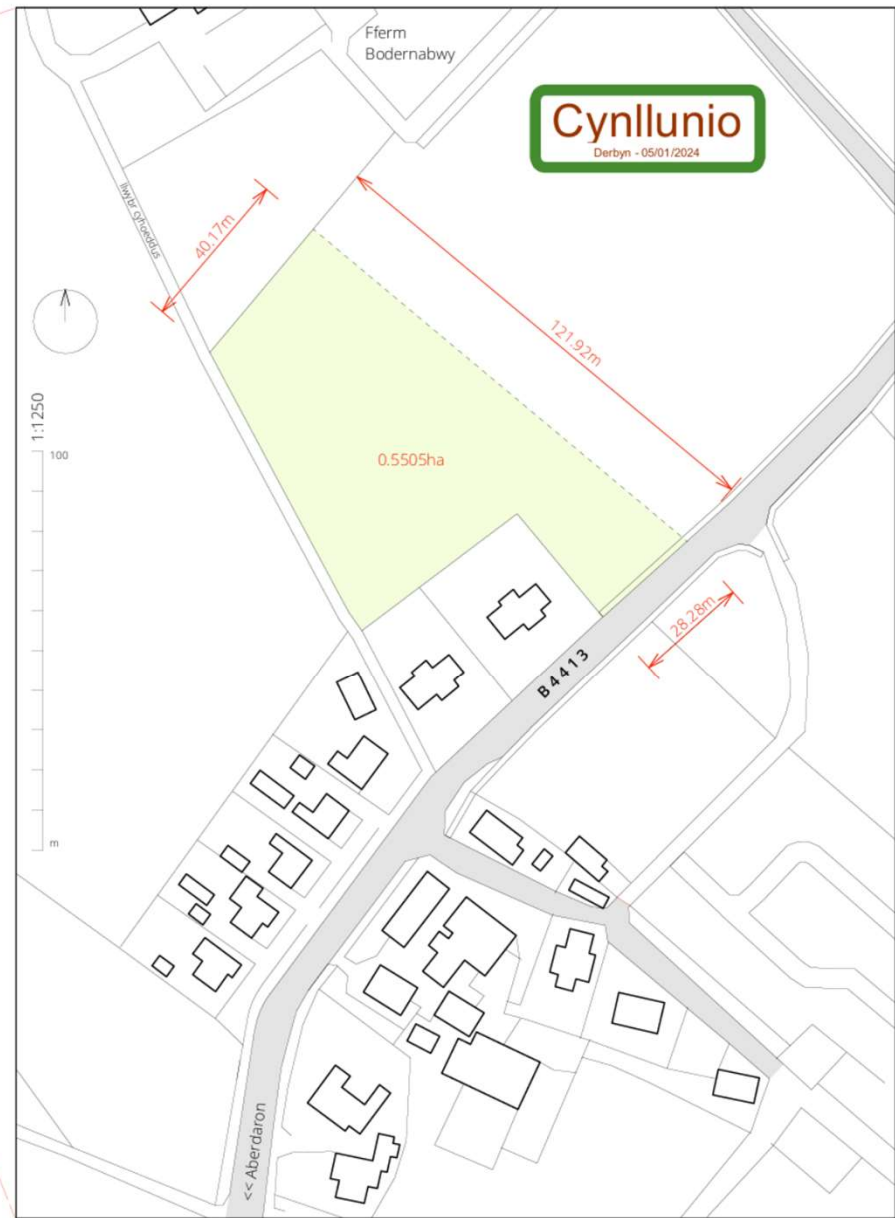 Fferm
Bodernabwy
Cynllunio
Derbyn - 05/01/2024
llwybr cyhoeddus
40.17m
121.92m
1:1250
100
0.5505ha
28.28m
B4413
m
<< Aberdaron